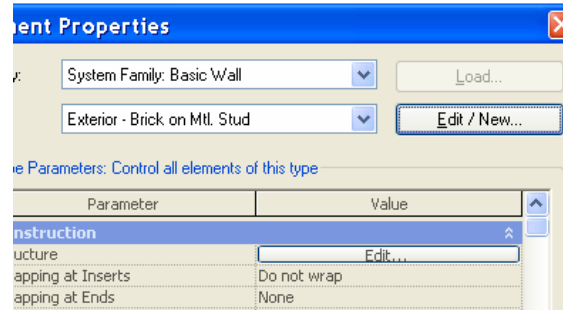 ment Properties
y: System Family: Basic Wall Load...
Exterior - Brick on Mtl. Stud Edit / New...
pe Parameters: Control all elements of this type
Parameter Value
nstruction
ucture Edit...
apping at Inserts Do not wrap
apping at Ends None